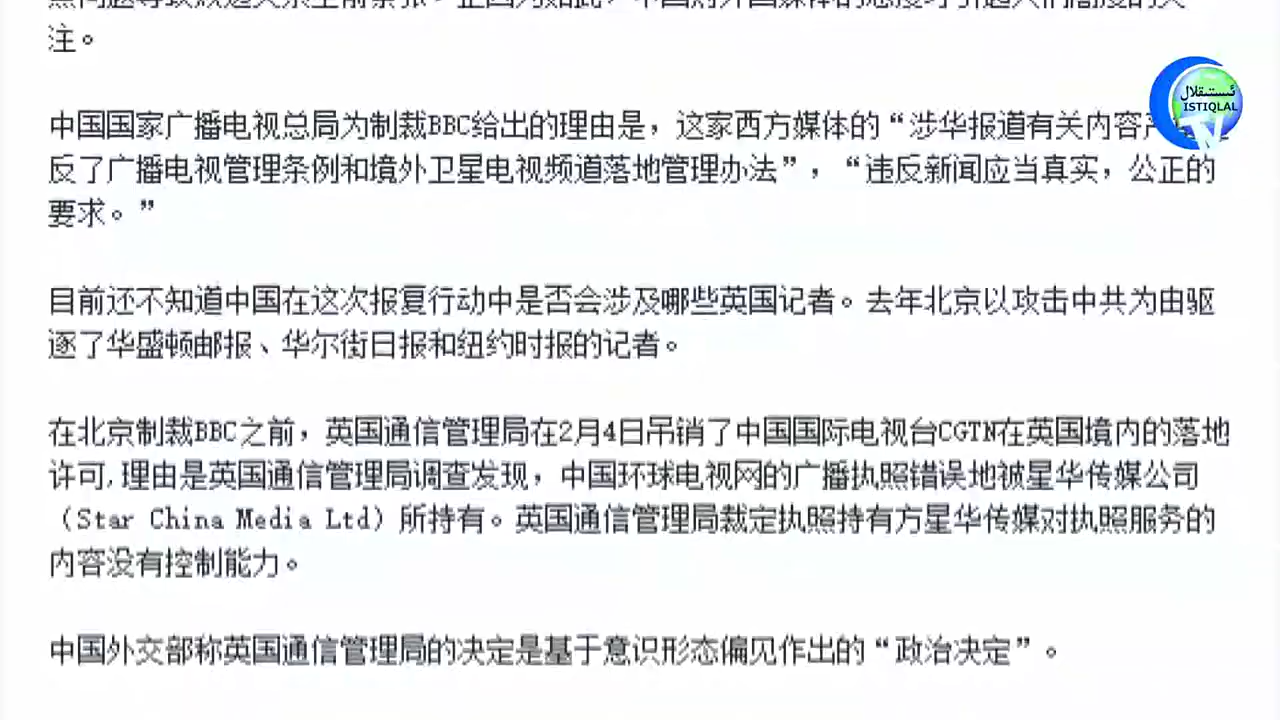 注。
中国国家广播电视总局为制裁BBC给出的理由是，这家西方媒体的“涉华报道有关内容
反了广播电视管理条例和境外卫星电视频道落地管理办法”，“违反新闻应当真实，公正的
要求。”
目前还不知道中国在这次报复行动中是否会涉及哪些英国记者。去年北京以攻击中共为由驱
逐了华盛顿邮报、华尔街日报和纽约时报的记者。
在北京制裁BBC之前，英国通信管理局在2月4日吊销了中国国际电视台CGTN在英国境内的落地
许可,理由是英国通信管理局调查发现，中国环球电视网的广播执照错误地被星华传媒公司
（Star China Media Ltd）所持有。英国通信管理局裁定执照持有方星华传媒对执照服务的
内容没有控制能力。
中国外交部称英国通信管理局的决定是基于意识形态偏见作出的“政治决定”。
ئىستىقلال
ISTIQLAL
TV